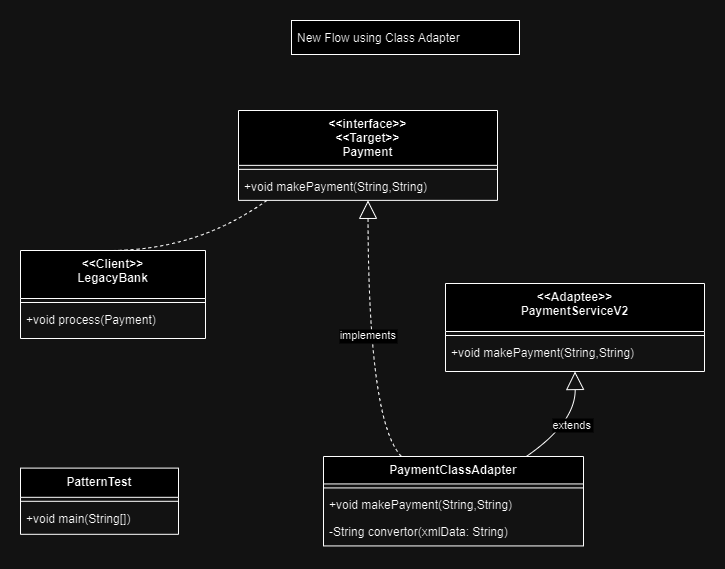 New Flow using Class Adapter
<<interface>>
<<Target>>
Payment
+void makePayment(String,String)
<<Client>>
LegacyBank
+void process(Payment)
<<Adaptee>>
PaymentServiceV2
+void makePayment(String,String)
implements
extends
PaymentClassAdapter
+void makePayment(String,String)
-String convertor(xmlData: String)
PatternTest
+void main(String[])